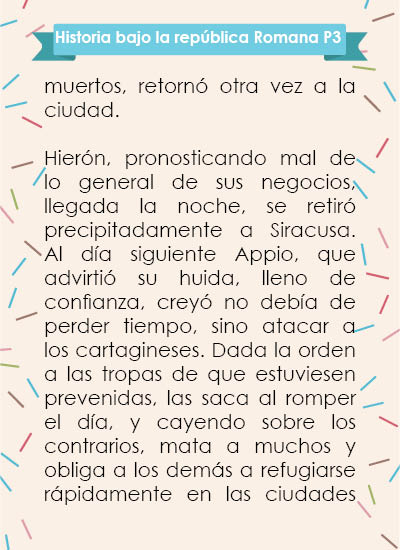 Historia bajo la república Romana P3
muertos, retornó otra vez a la
ciudad.
Hierón, pronosticando mal de
lo general de sus negocios,
llegada la noche, se retiró
precipitadamente a Siracusa.
Al día siguiente Appio, que
advirtió su huida, lleno de
confianza, creyó no debía de
perder tiempo, sino atacar a
los cartagineses. Dada la orden
a las tropas de que estuviesen
prevenidas, las saca al romper
el día, y cayendo sobre los
contrarios, mata a muchos y
obliga a los demás a refugiarse
rápidamente en las ciudades